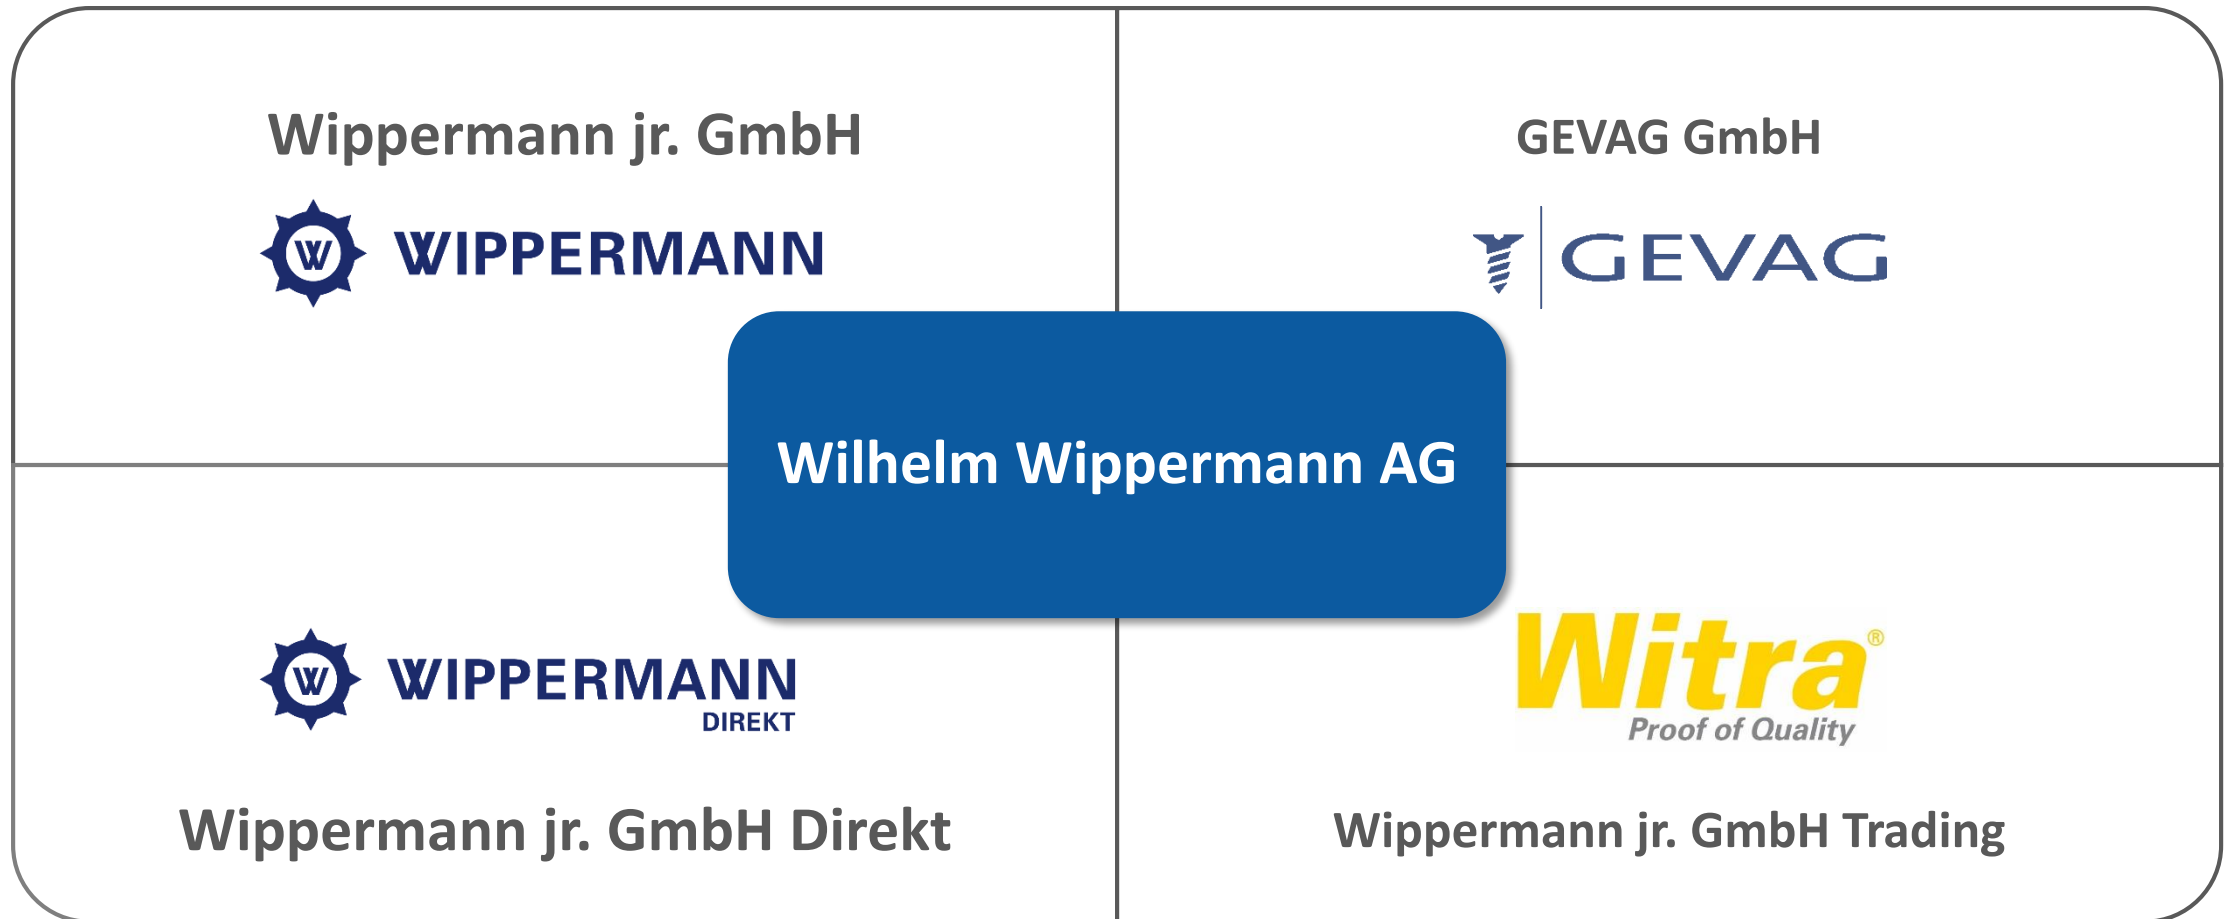 Wippermann jr. GmbH
W WIPPERMANN
GEVAG GmbH
GEVAG
Wilhelm Wippermann AG
W WIPPERMANN
DIREKT
Wippermann jr. GmbH Direkt
Witra®
Proof of Quality
Wippermann jr. GmbH Trading